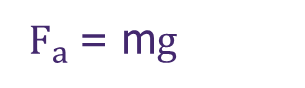 Fₐ = mg